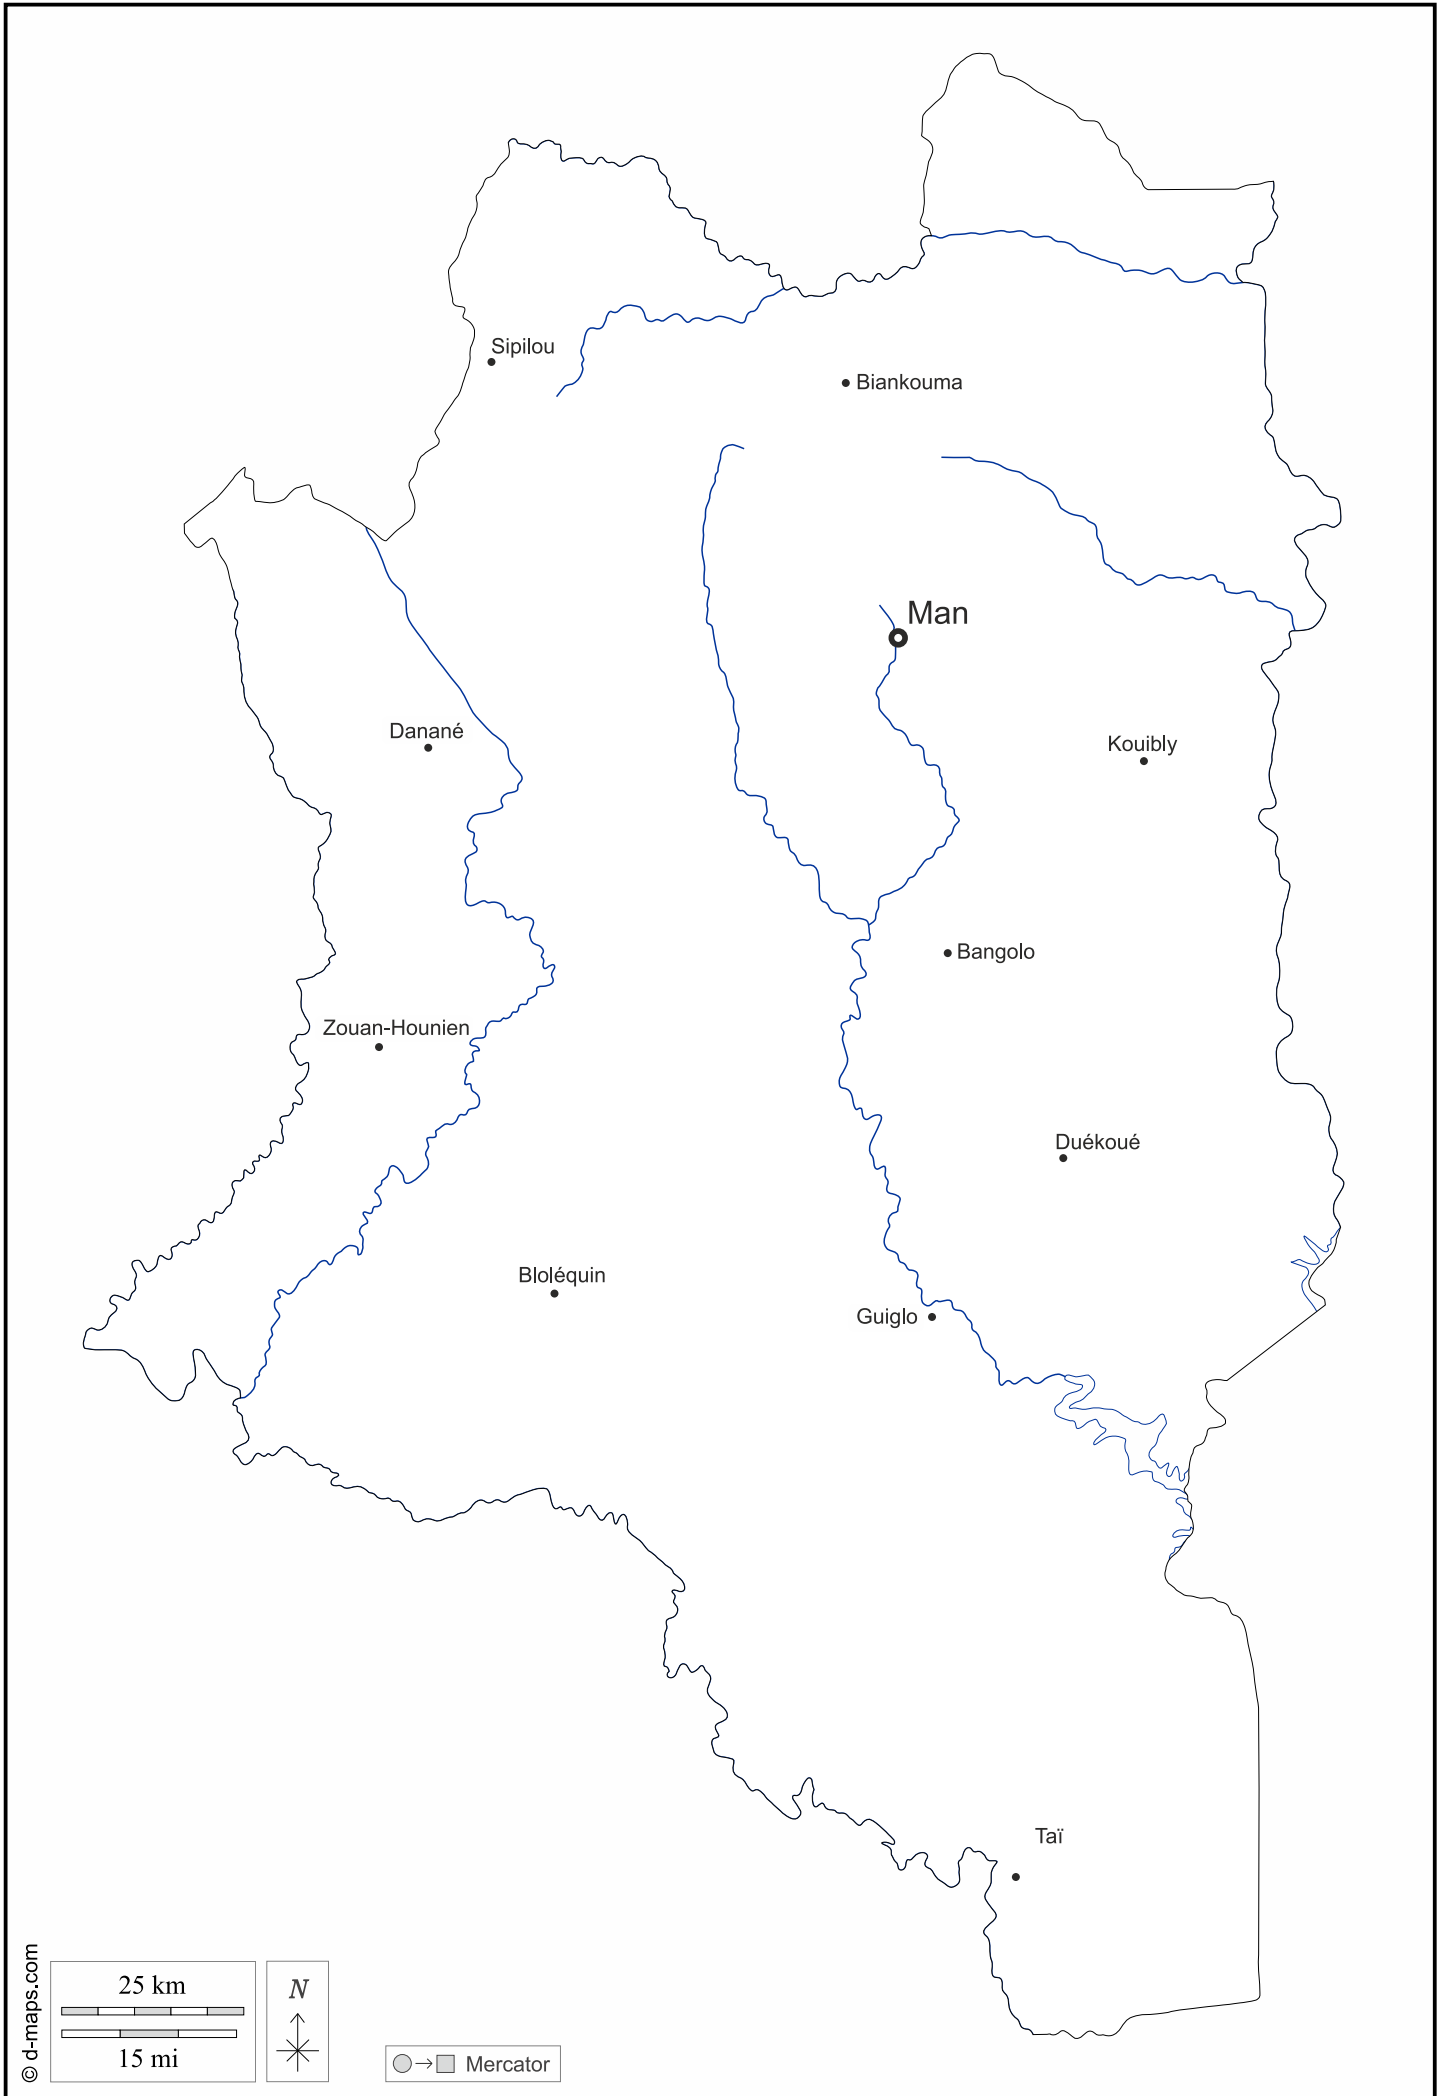 Sipilou
Biankouma
Man
Danané
Kouibly
Bangolo
Zouan-Hounien
Duékoué
Bloléquin
Guiglo
Taï
© d-maps.com
25 km
15 mi
N
Mercator